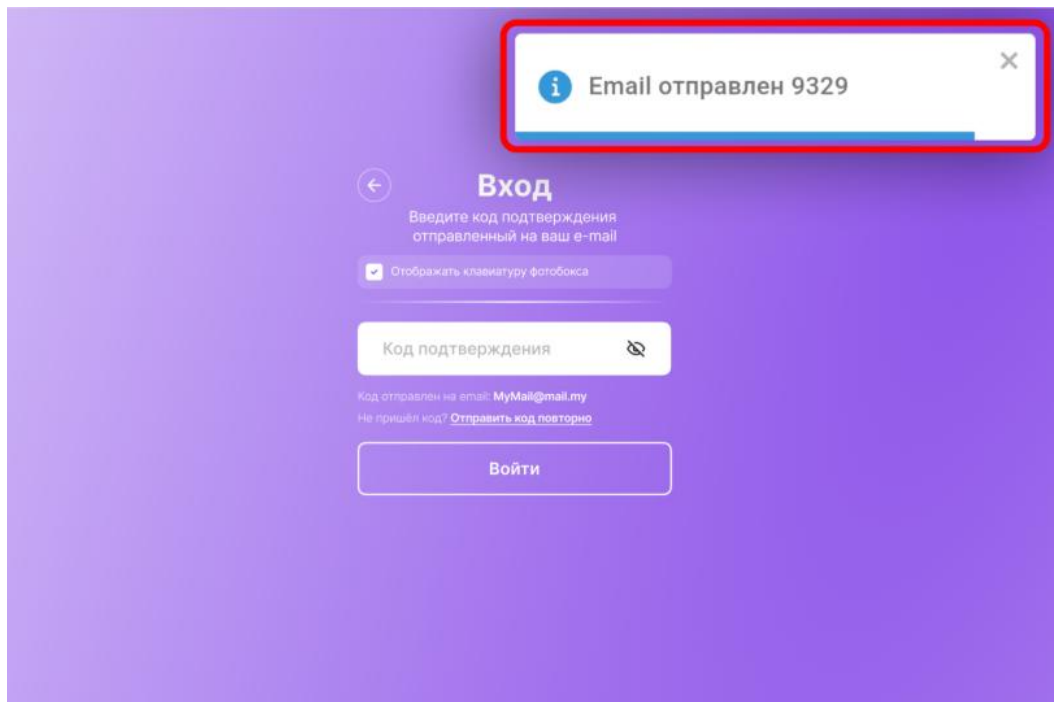 Email отправлен 9329
Вход
Введите код подтверждения
отправленный на ваш e-mail
Отображать клавиатуру фотобокса
Код подтверждения
Код отправлен на email: MyMail@mail.my
Не пришёл код? Отправить код повторно
Войти